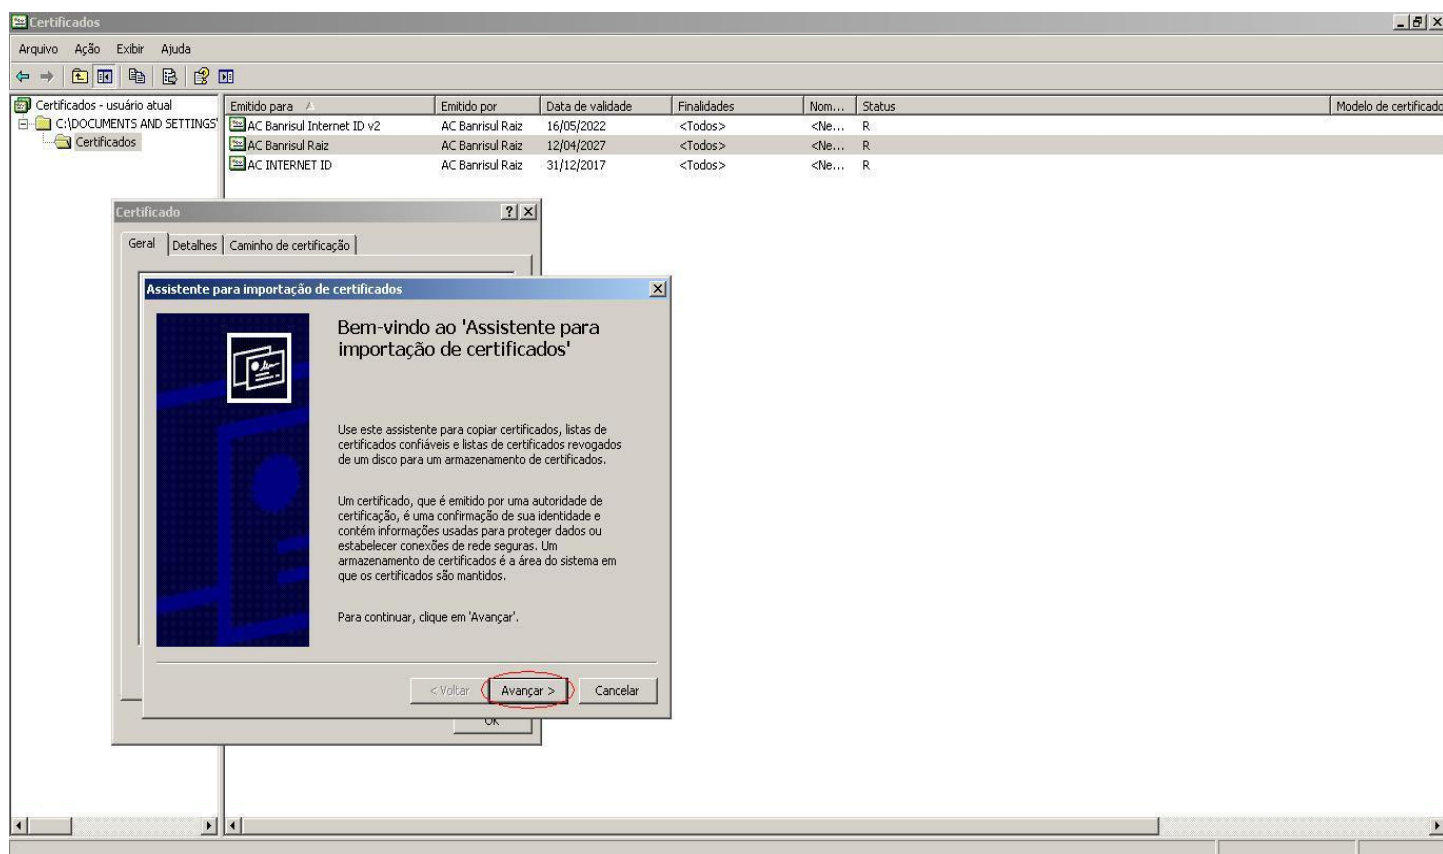 Certificados
Arquivo Ação Exibir Ajuda
Certificados - usuário atual
C:\DOCUMENTS AND SETTINGS'
Certificados
Emitido para Emitido por Data de validade Finalidades Nom... Status Modelo de certificado
AC Banrisul Internet ID v2 AC Banrisul Raiz 16/05/2022 <Todos> <Ne... R
AC Banrisul Raiz AC Banrisul Raiz 12/04/2027 <Todos> <Ne... R
AC INTERNET ID AC Banrisul Raiz 31/12/2017 <Todos> <Ne... R
Certificado
Geral Detalhes Caminho de certificação
Assistente para importação de certificados
Bem-vindo ao 'Assistente para
importação de certificados'
Use este assistente para copiar certificados, listas de
certificados confiáveis e listas de certificados revogados
de um disco para um armazenamento de certificados.
Um certificado, que é emitido por uma autoridade de
certificação, é uma confirmação de sua identidade e
contém informações usadas para proteger dados ou
estabelecer conexões de rede seguras. Um
armazenamento de certificados é a área do sistema em
que os certificados são mantidos.
Para continuar, clique em 'Avançar'.
< Voltar Avançar > Cancelar
OK